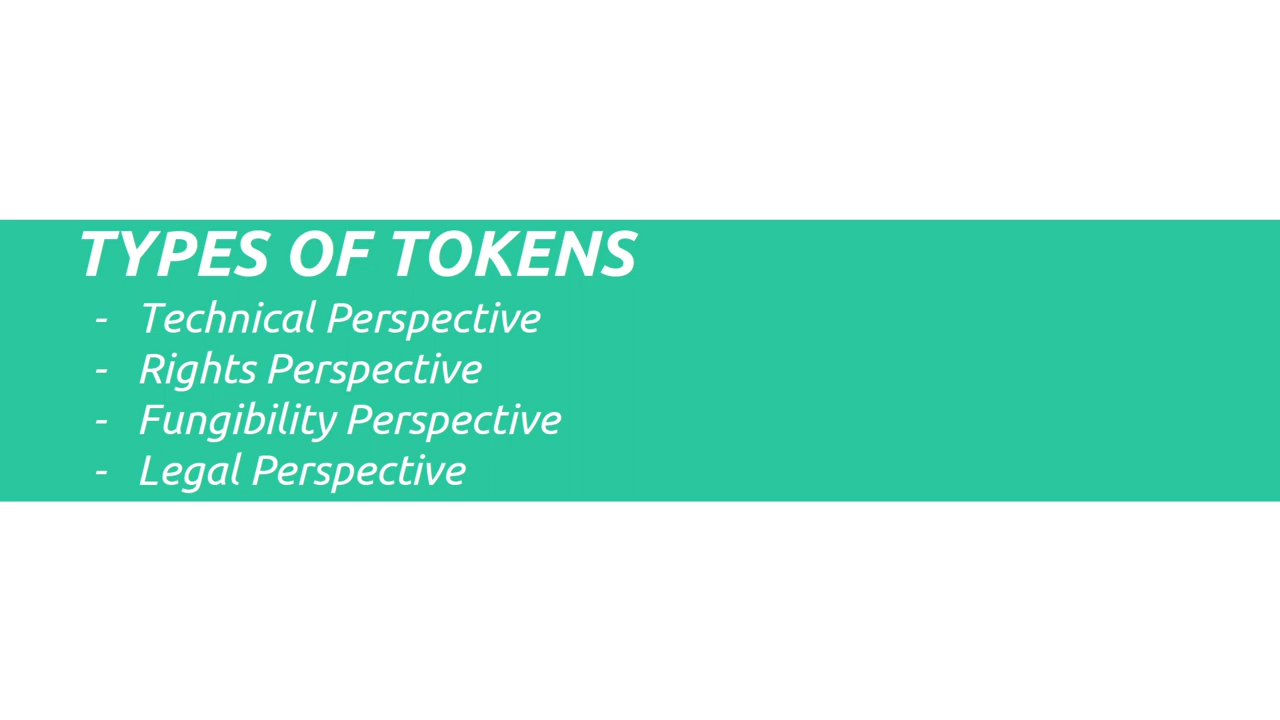 TYPES OF TOKENS
- Technical Perspective
- Rights Perspective
- Fungibility Perspective
- Legal Perspective